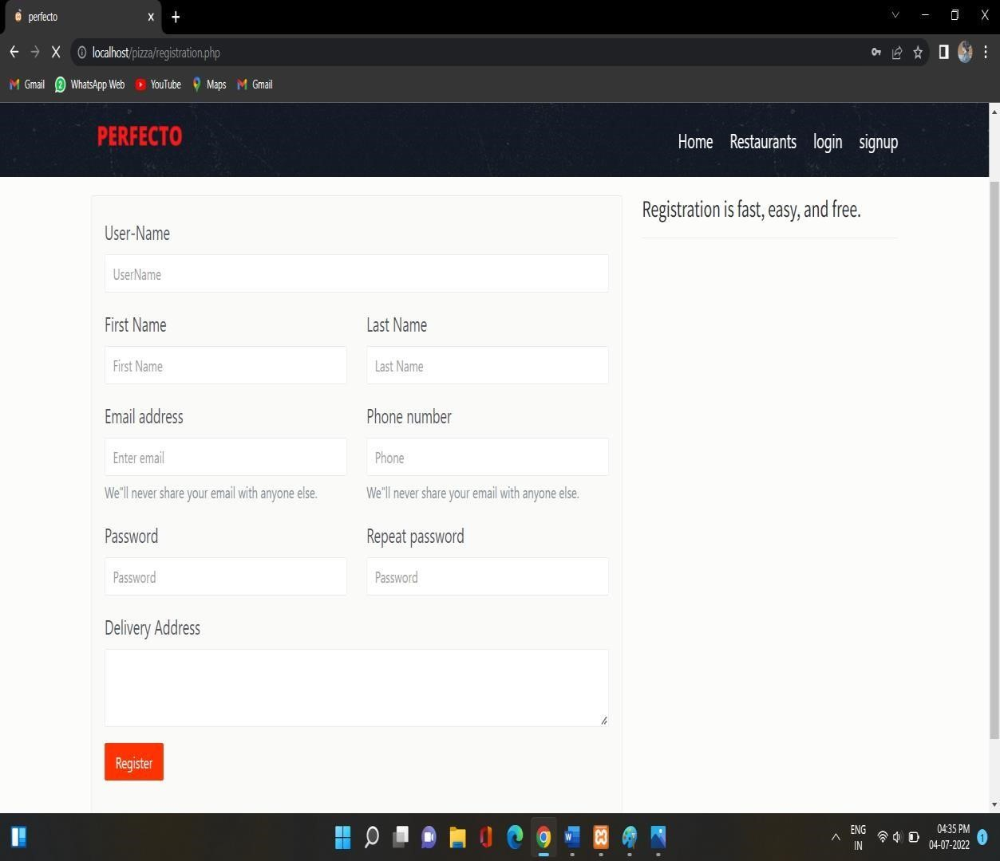 perfecto
localhost/pizza/registration.php
Gmail WhatsApp Web YouTube Maps Gmail
PERFECTO
Home Restaurants login signup
Registration is fast, easy, and free.
User-Name
UserName
First Name Last Name
First Name Last Name
Email address Phone number
Enter email Phone
We"ll never share your email with anyone else. We"ll never share your email with anyone else.
Password Repeat password
Password Password
Delivery Address
Register
ENG
IN
04:35 PM
04-07-2022
1